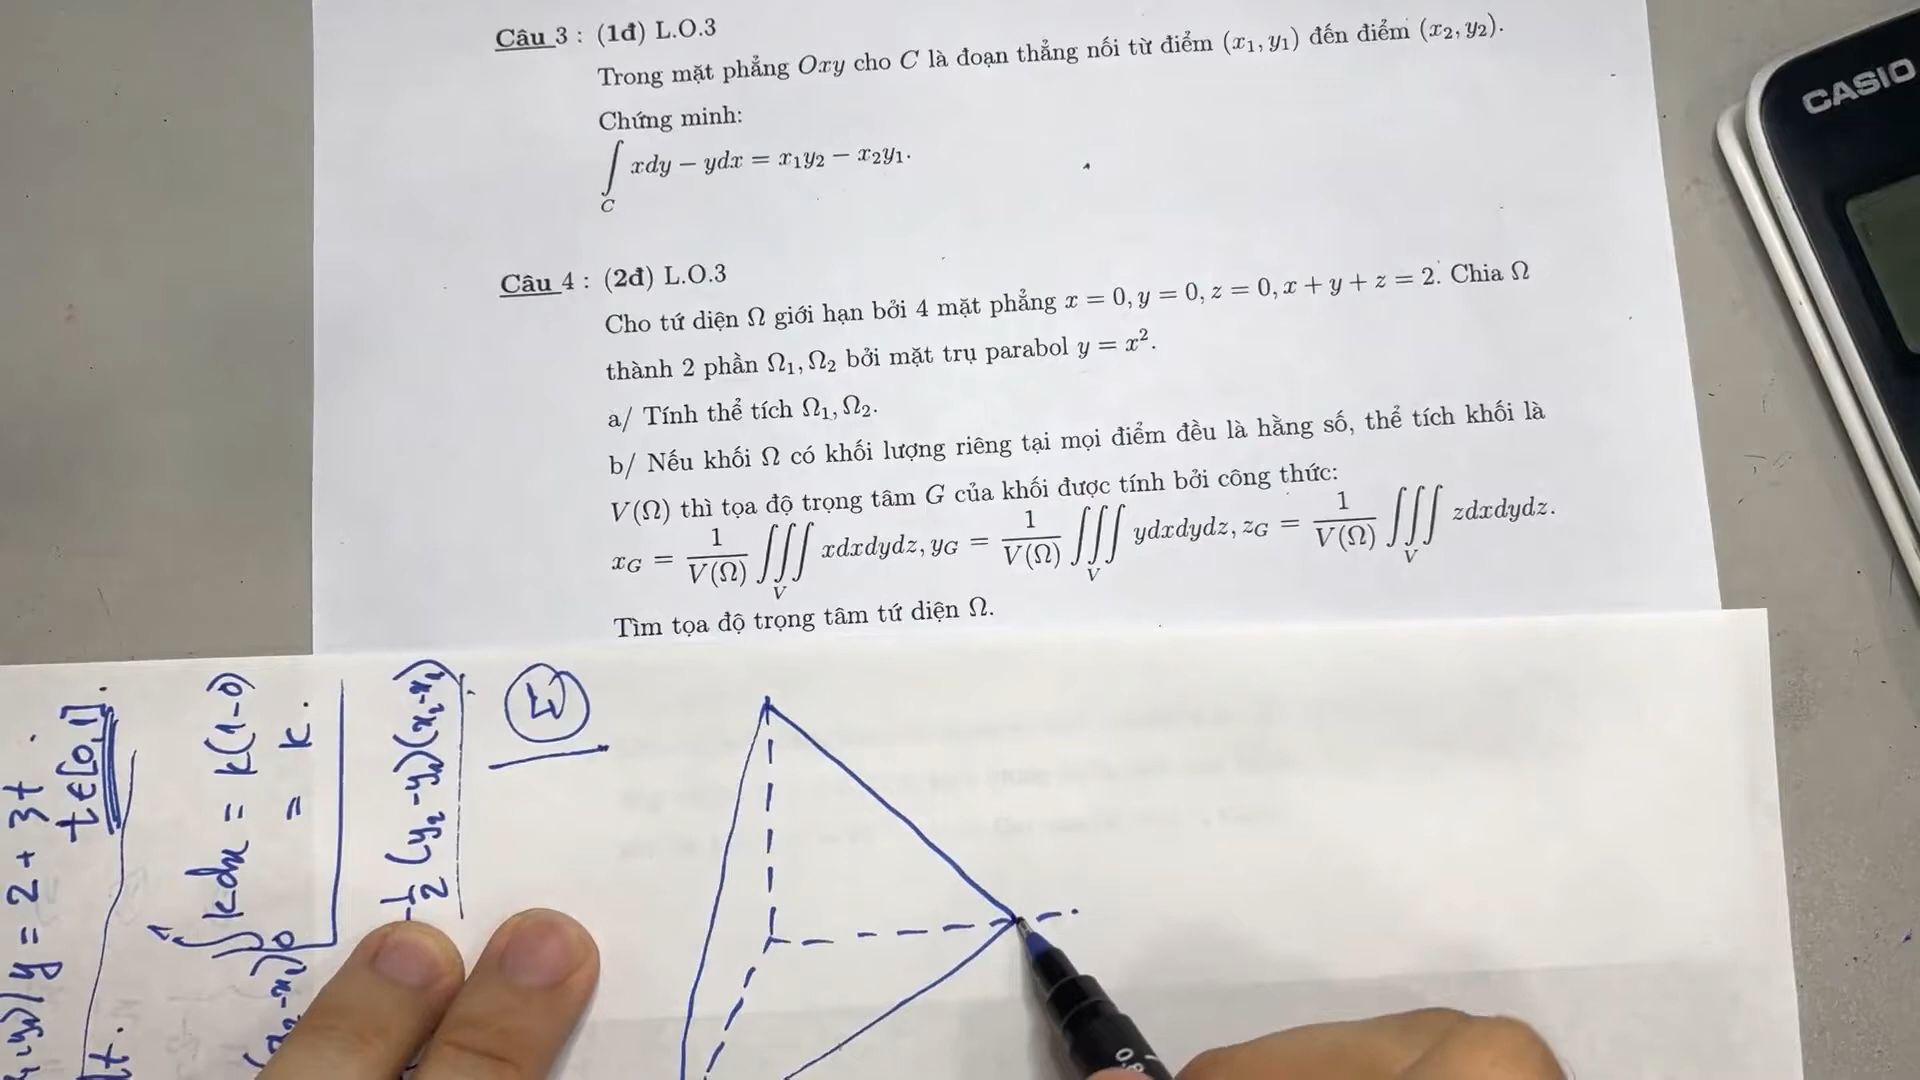 Câu 3 : (1đ) L.O.3
Trong mặt phẳng Oxy cho C là đoạn thẳng nối từ điểm (x₁, y₁) đến điểm (x₂, y₂).
Chứng minh:
∫ xdy − ydx = x₁y₂ − x₂y₁.
C
Câu 4 : (2đ) L.O.3
Cho tứ diện Ω giới hạn bởi 4 mặt phẳng x = 0, y = 0, z = 0, x + y + z = 2. Chia Ω
thành 2 phần Ω₁, Ω₂ bởi mặt trụ parabol y = x².
a/ Tính thể tích Ω₁, Ω₂.
b/ Nếu khối Ω có khối lượng riêng tại mọi điểm đều là hằng số, thể tích khối là
V(Ω) thì tọa độ trọng tâm G của khối được tính bởi công thức:
x_G = 1/V(Ω) ∭_V xdxdydz, y_G = 1/V(Ω) ∭_V ydxdydz, z_G = 1/V(Ω) ∭_V zdxdydz.
Tìm tọa độ trọng tâm tứ diện Ω.
CASIO
y = 2 + 3t
t ∈ [0,1].
∫₀¹ kdx = k(1-0)
= k.
1/2 (y₂ - y₁)(x₂ - x₁)
0.8